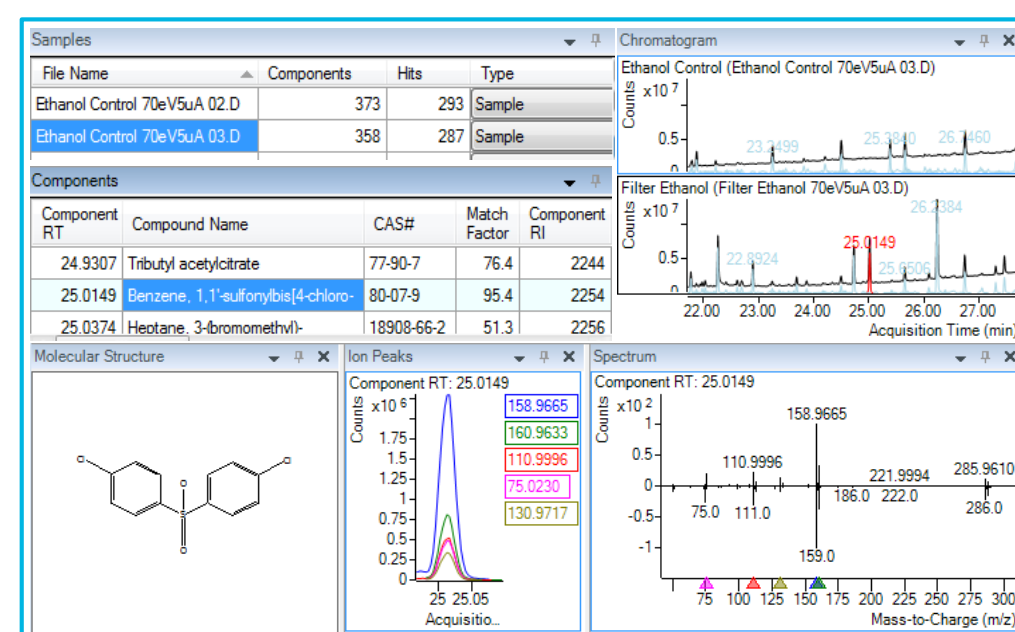 Samples
File Name Components Hits Type
Ethanol Control 70eV5uA 02.D 373 293 Sample
Ethanol Control 70eV5uA 03.D 358 287 Sample
Components
Component RT Compound Name CAS# Match Factor Component RI
24.9307 Tributyl acetylcitrate 77-90-7 76.4 2244
25.0149 Benzene, 1,1'-sulfonylbis[4-chloro- 80-07-9 95.4 2254
25.0374 Heptane, 3-(bromomethyl)- 18908-66-2 51.3 2256
Chromatogram
Ethanol Control (Ethanol Control 70eV5uA 03.D)
Counts
x10 7
0.5
0
23.2499 25.3840 26.7460
Filter Ethanol (Filter Ethanol 70eV5uA 03.D)
Counts
x10 7
0.5
0
22.8924 25.0149 25.6506 26.2384
22.00 23.00 24.00 25.00 26.00 27.00
Acquisition Time (min)
Molecular Structure
Cl
Cl
O
S
O
Ion Peaks
Component RT: 25.0149
Counts
x10 6
1.75
1.5
1.25
1
0.75
0.5
0.25
0
158.9665
160.9633
110.9996
75.0230
130.9717
25 25.05
Acquisitio...
Spectrum
Component RT: 25.0149
Counts
x10 2
1
0.5
0
-0.5
-1
158.9665
110.9996
221.9994
285.9610
186.0 222.0
75.0 111.0
286.0
159.0
75 100 125 150 175 200 225 250 275 300
Mass-to-Charge (m/z)